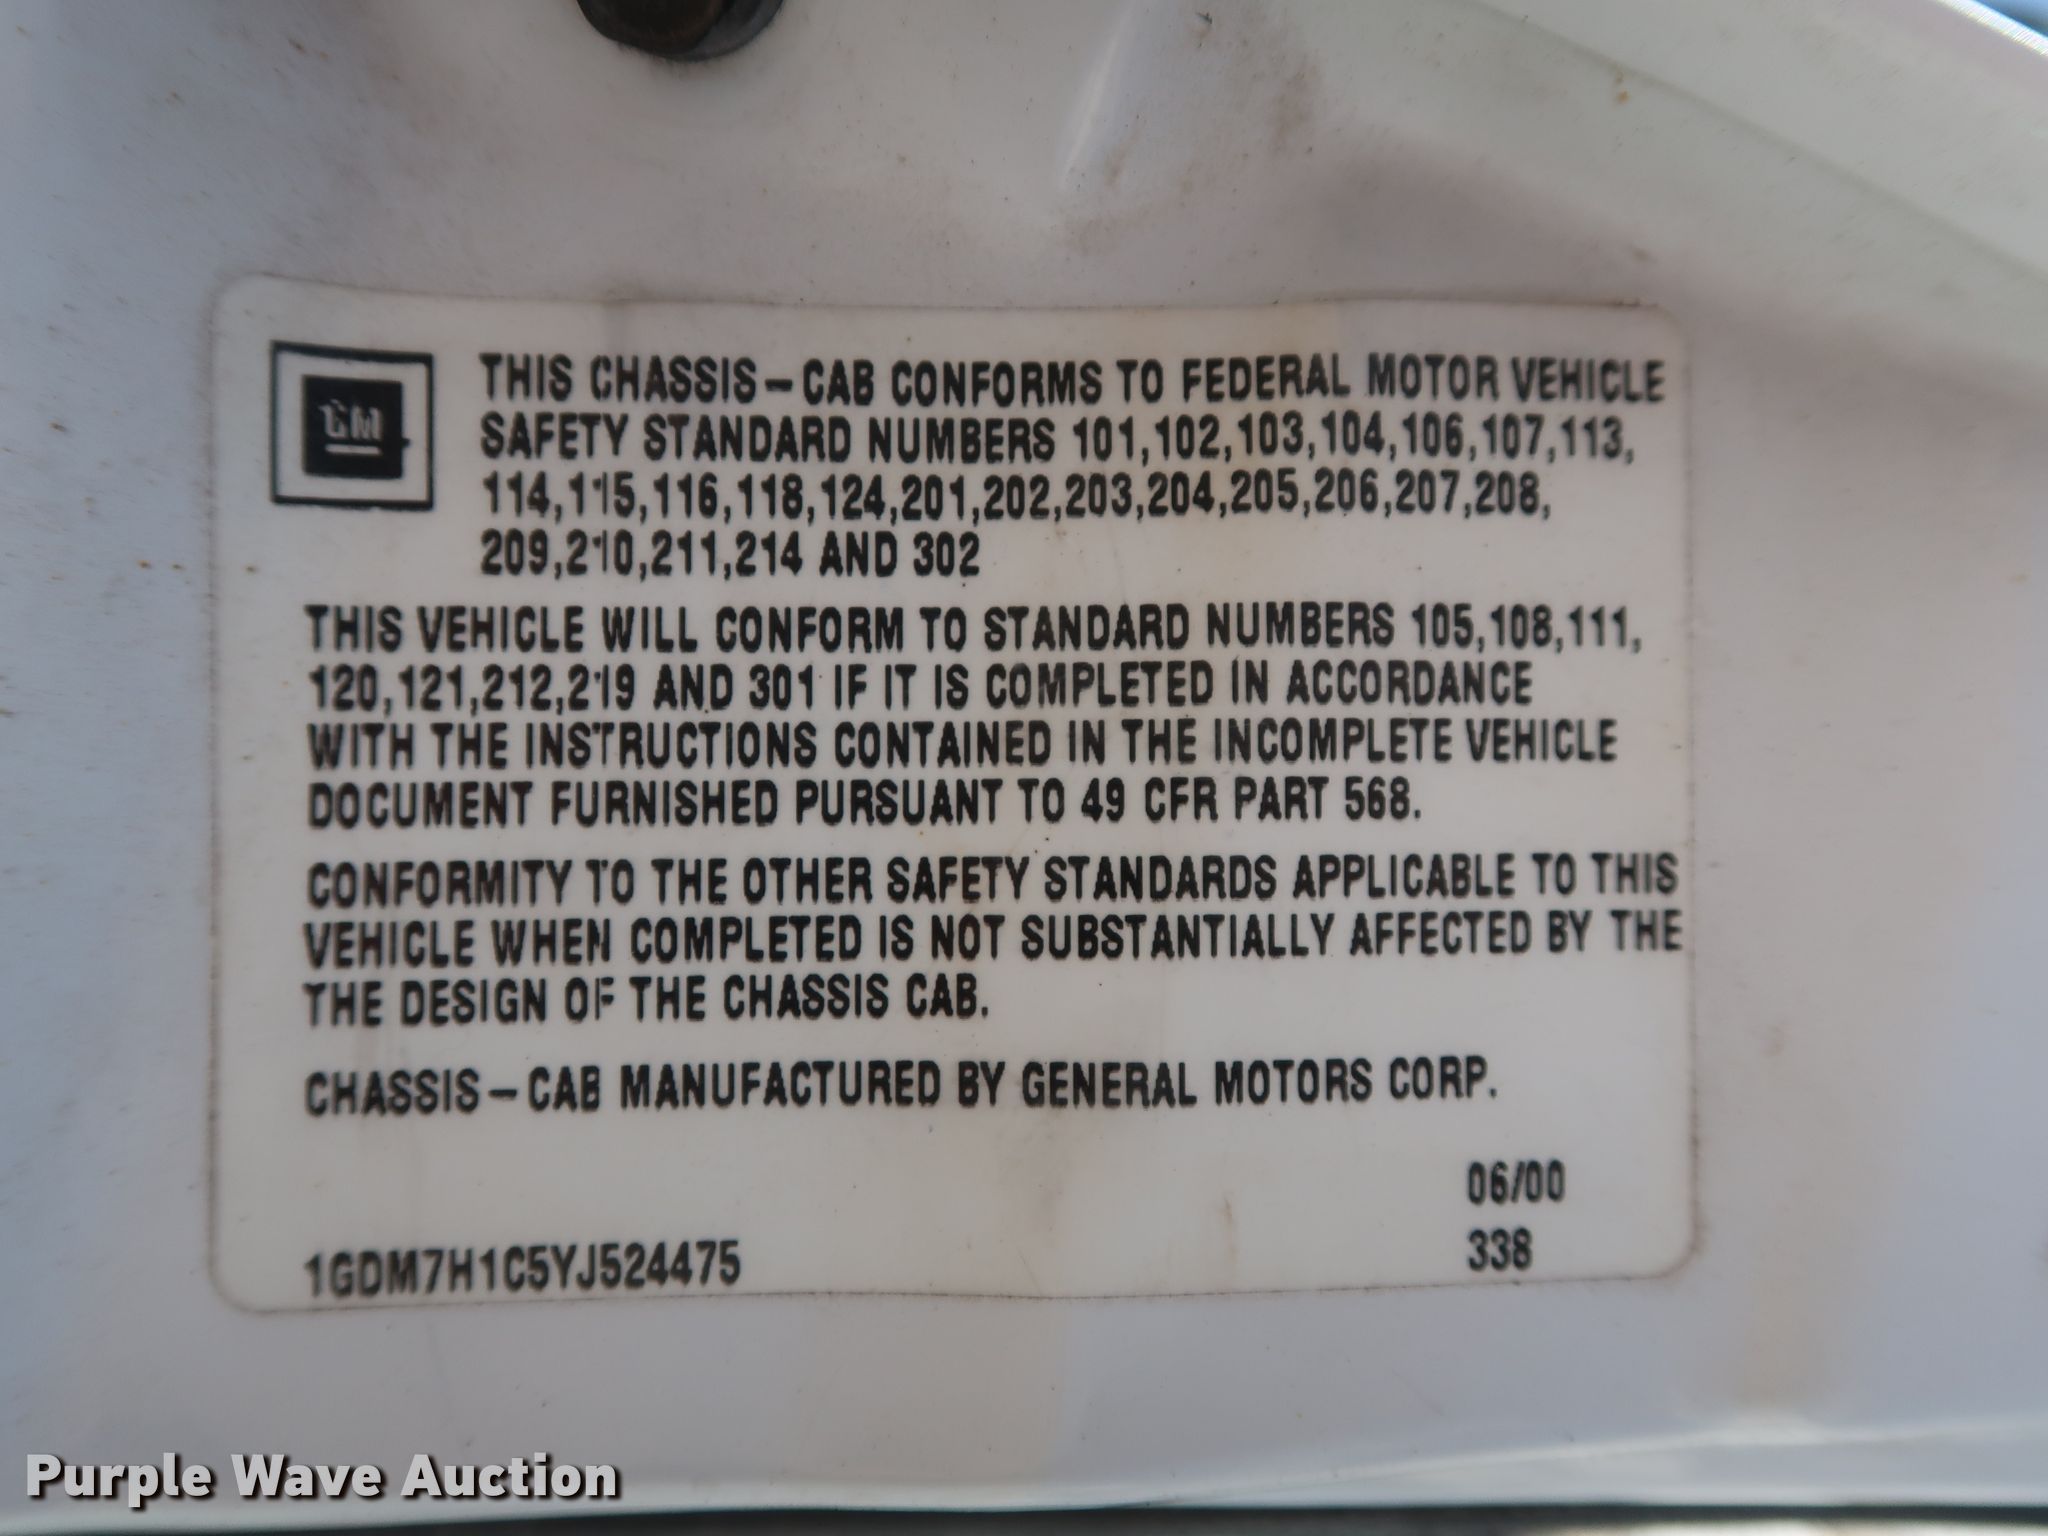 GM
THIS CHASSIS-CAB CONFORMS TO FEDERAL MOTOR VEHICLE
SAFETY STANDARD NUMBERS 101,102,103,104,106,107,113,
114,115,116,118,124,201,202,203,204,205,206,207,208,
209,210,211,214 AND 302
THIS VEHICLE WILL CONFORM TO STANDARD NUMBERS 105,108,111,
120,121,212,219 AND 301 IF IT IS COMPLETED IN ACCORDANCE
WITH THE INSTRUCTIONS CONTAINED IN THE INCOMPLETE VEHICLE
DOCUMENT FURNISHED PURSUANT TO 49 CFR PART 568.
CONFORMITY TO THE OTHER SAFETY STANDARDS APPLICABLE TO THIS
VEHICLE WHEN COMPLETED IS NOT SUBSTANTIALLY AFFECTED BY THE
THE DESIGN OF THE CHASSIS CAB.
CHASSIS-CAB MANUFACTURED BY GENERAL MOTORS CORP.
06/00
1GDM7H1C5YJ524475 338
Purple Wave Auction